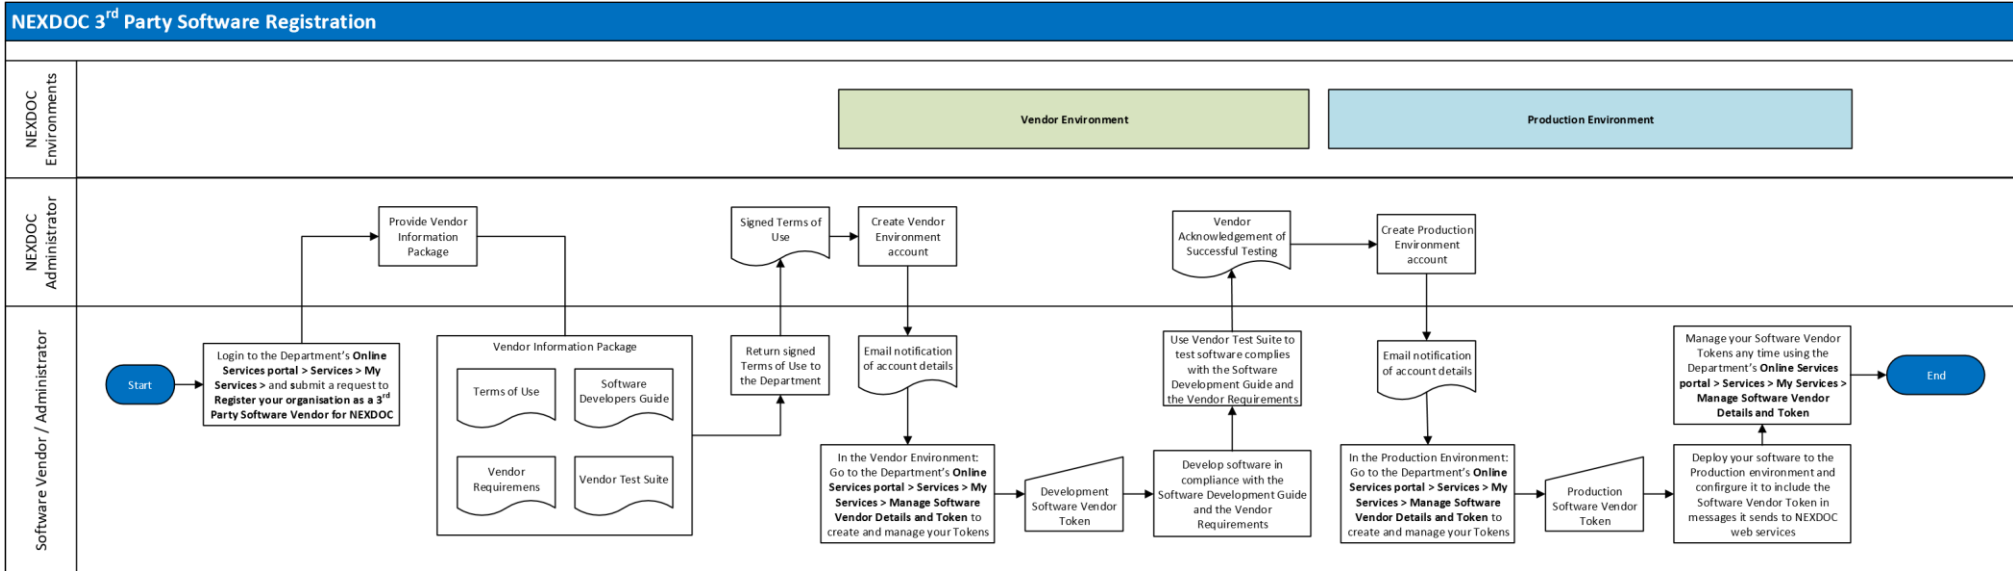 NEXDOC 3rd Party Software Registration
NEXDOC
Environments
Vendor Environment
Production Environment
NEXDOC
Administrator
Provide Vendor
Information
Package
Signed Terms of
Use
Create Vendor
Environment
account
Vendor
Acknowledgement of
Successful Testing
Create Production
Environment
account
Software Vendor / Administrator
Start
Login to the Department's Online
Services portal > Services > My
Services > and submit a request to
Register your organisation as a 3rd
Party Software Vendor for NEXDOC
Vendor Information Package
Terms of Use
Software
Developers Guide
Vendor
Requiremens
Vendor Test Suite
Return signed
Terms of Use to
the Department
Email notification
of account details
In the Vendor Environment:
Go to the Department's Online
Services portal > Services > My
Services > Manage Software
Vendor Details and Token to
create and manage your Tokens
Development
Software Vendor
Token
Develop software in
compliance with the
Software Development Guide
and the Vendor
Requirements
Use Vendor Test Suite to
test software complies
with the Software
Development Guide and
the Vendor Requirements
Email notification
of account details
In the Production Environment:
Go to the Department's Online
Services portal > Services > My
Services > Manage Software
Vendor Details and Token to
create and manage your Tokens
Production
Software Vendor
Token
Deploy your software to the
Production environment and
confirgure it to include the
Software Vendor Token in
messages it sends to NEXDOC
web services
Manage your Software Vendor
Tokens any time using the
Department's Online Services
portal > Services > My Services >
Manage Software Vendor
Details and Token
End